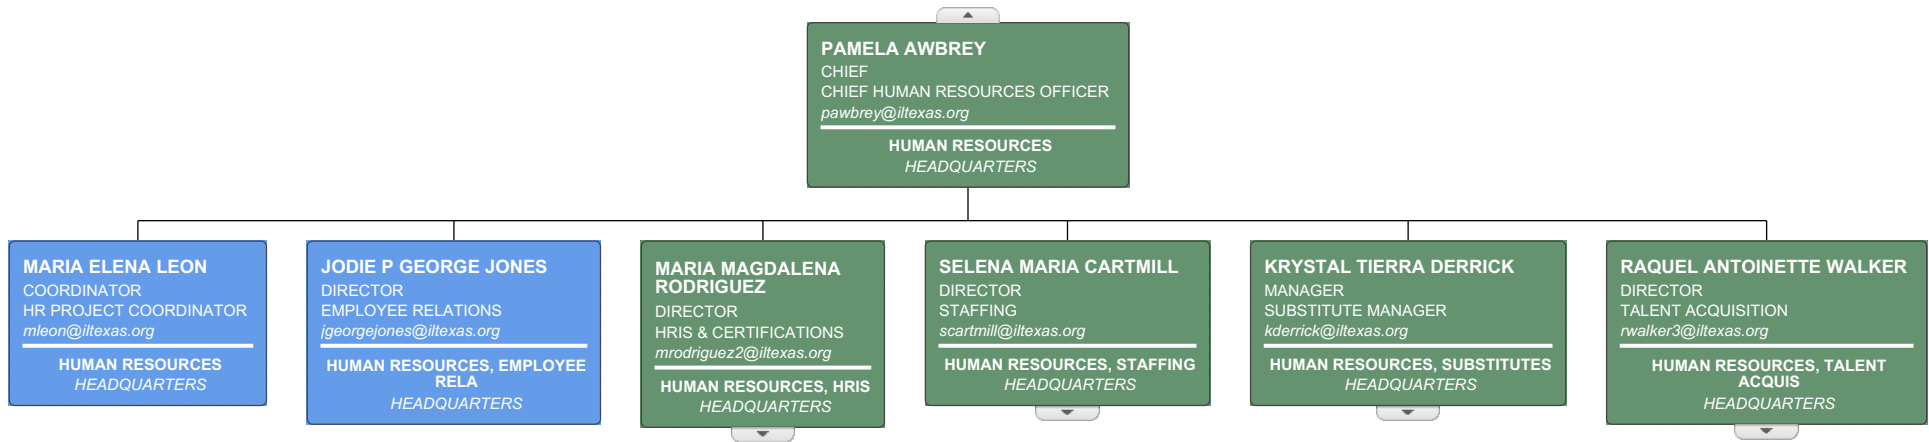 PAMELA AWBREY
CHIEF
CHIEF HUMAN RESOURCES OFFICER
pawbrey@iltexas.org
HUMAN RESOURCES
HEADQUARTERS
MARIA ELENA LEON
COORDINATOR
HR PROJECT COORDINATOR
mleon@iltexas.org
HUMAN RESOURCES
HEADQUARTERS
JODIE P GEORGE JONES
DIRECTOR
EMPLOYEE RELATIONS
jgeorgejones@iltexas.org
HUMAN RESOURCES, EMPLOYEE
RELA
HEADQUARTERS
MARIA MAGDALENA
RODRIGUEZ
DIRECTOR
HRIS & CERTIFICATIONS
mrodriguez2@iltexas.org
HUMAN RESOURCES, HRIS
HEADQUARTERS
SELENA MARIA CARTMILL
DIRECTOR
STAFFING
scartmill@iltexas.org
HUMAN RESOURCES, STAFFING
HEADQUARTERS
KRYSTAL TIERRA DERRICK
MANAGER
SUBSTITUTE MANAGER
kderrick@iltexas.org
HUMAN RESOURCES, SUBSTITUTES
HEADQUARTERS
RAQUEL ANTOINETTE WALKER
DIRECTOR
TALENT ACQUISITION
rwalker3@iltexas.org
HUMAN RESOURCES, TALENT
ACQUIS
HEADQUARTERS